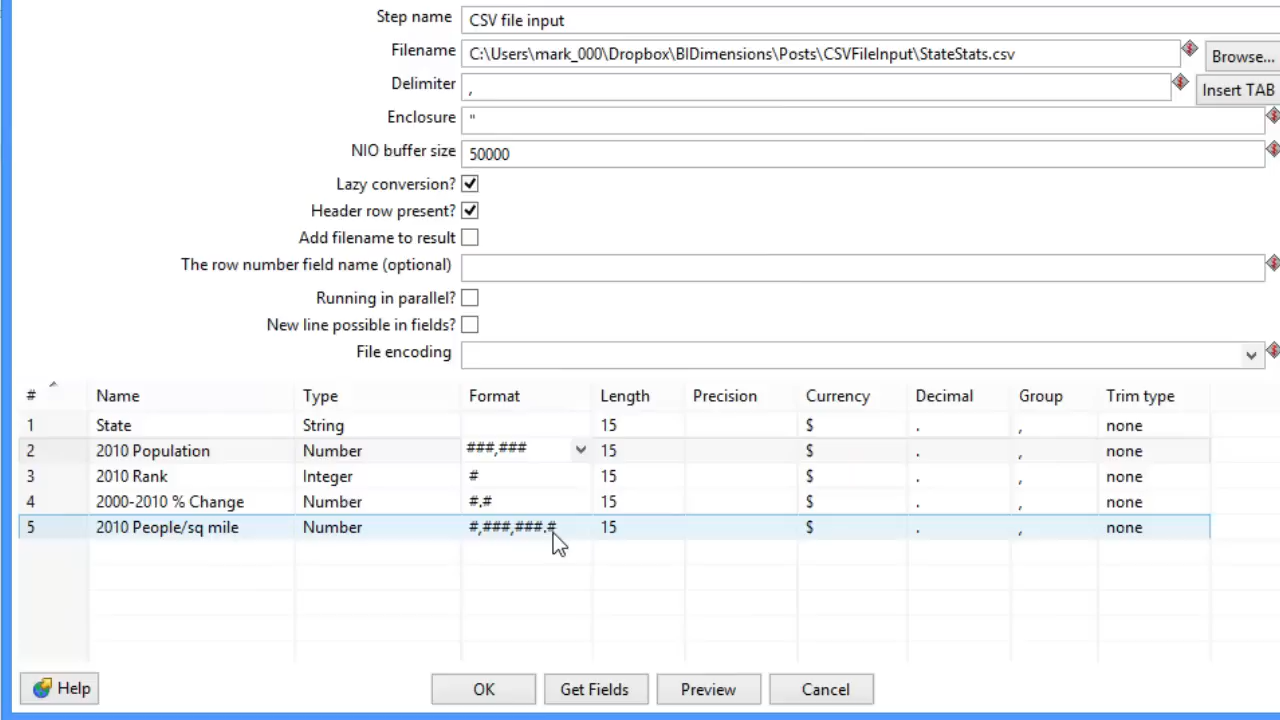 Step name CSV file input
Filename C:\Users\mark_000\Dropbox\BIDimensions\Posts\CSVFileInput\StateStats.csv Browse...
Delimiter , Insert TAB
Enclosure "
NIO buffer size 50000
Lazy conversion?
Header row present?
Add filename to result
The row number field name (optional)
Running in parallel?
New line possible in fields?
File encoding
# Name Type Format Length Precision Currency Decimal Group Trim type
1 State String 15 $ . , none
2 2010 Population Number ###,### 15 $ . , none
3 2010 Rank Integer # 15 $ . , none
4 2000-2010 % Change Number #.# 15 $ . , none
5 2010 People/sq mile Number #,###,###.# 15 $ . , none
Help OK Get Fields Preview Cancel